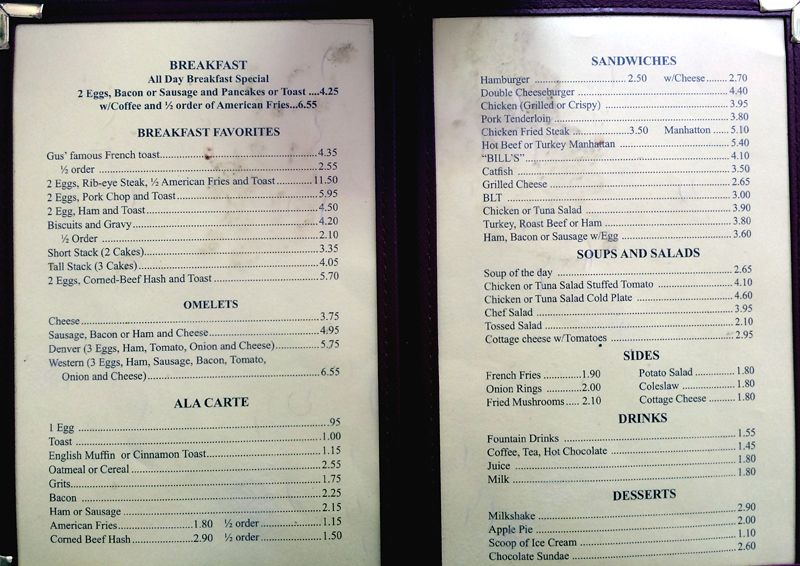 BREAKFAST
All Day Breakfast Special
2 Eggs, Bacon or Sausage and Pancakes or Toast ....4.25
w/Coffee and ½ order of American Fries...6.55
BREAKFAST FAVORITES
Gus' famous French toast 4.35
½ order 2.55
2 Eggs, Rib-eye Steak, ½ American Fries and Toast 11.50
2 Eggs, Pork Chop and Toast 5.95
2 Egg, Ham and Toast 4.50
Biscuits and Gravy 4.20
½ Order 2.10
Short Stack (2 Cakes) 3.35
Tall Stack (3 Cakes) 4.05
2 Eggs, Corned-Beef Hash and Toast 5.70
OMELETS
Cheese 3.75
Sausage, Bacon or Ham and Cheese 4.95
Denver (3 Eggs, Ham, Tomato, Onion and Cheese) 5.75
Western (3 Eggs, Ham, Sausage, Bacon, Tomato,
Onion and Cheese) 6.55
ALA CARTE
1 Egg .95
Toast 1.00
English Muffin or Cinnamon Toast 1.15
Oatmeal or Cereal 2.55
Grits 1.75
Bacon 2.25
Ham or Sausage 2.15
American Fries 1.80 ½ order 1.15
Corned Beef Hash 2.90 ½ order 1.50
SANDWICHES
Hamburger 2.50 w/Cheese 2.70
Double Cheeseburger 4.40
Chicken (Grilled or Crispy) 3.95
Pork Tenderloin 3.80
Chicken Fried Steak 3.50 Manhatton 5.10
Hot Beef or Turkey Manhattan 5.40
"BILL'S" 4.10
Catfish 3.50
Grilled Cheese 2.65
BLT 3.00
Chicken or Tuna Salad 3.90
Turkey, Roast Beef or Ham 3.80
Ham, Bacon or Sausage w/Egg 3.60
SOUPS AND SALADS
Soup of the day 2.65
Chicken or Tuna Salad Stuffed Tomato 4.10
Chicken or Tuna Salad Cold Plate 4.60
Chef Salad 3.95
Tossed Salad 2.10
Cottage cheese w/Tomatoes 2.95
SIDES
French Fries 1.90 Potato Salad 1.80
Onion Rings 2.00 Coleslaw 1.80
Fried Mushrooms 2.10 Cottage Cheese 1.80
DRINKS
Fountain Drinks 1.55
Coffee, Tea, Hot Chocolate 1.45
Juice 1.80
Milk 1.80
DESSERTS
Milkshake 2.90
Apple Pie 2.00
Scoop of Ice Cream 1.10
Chocolate Sundae 2.60